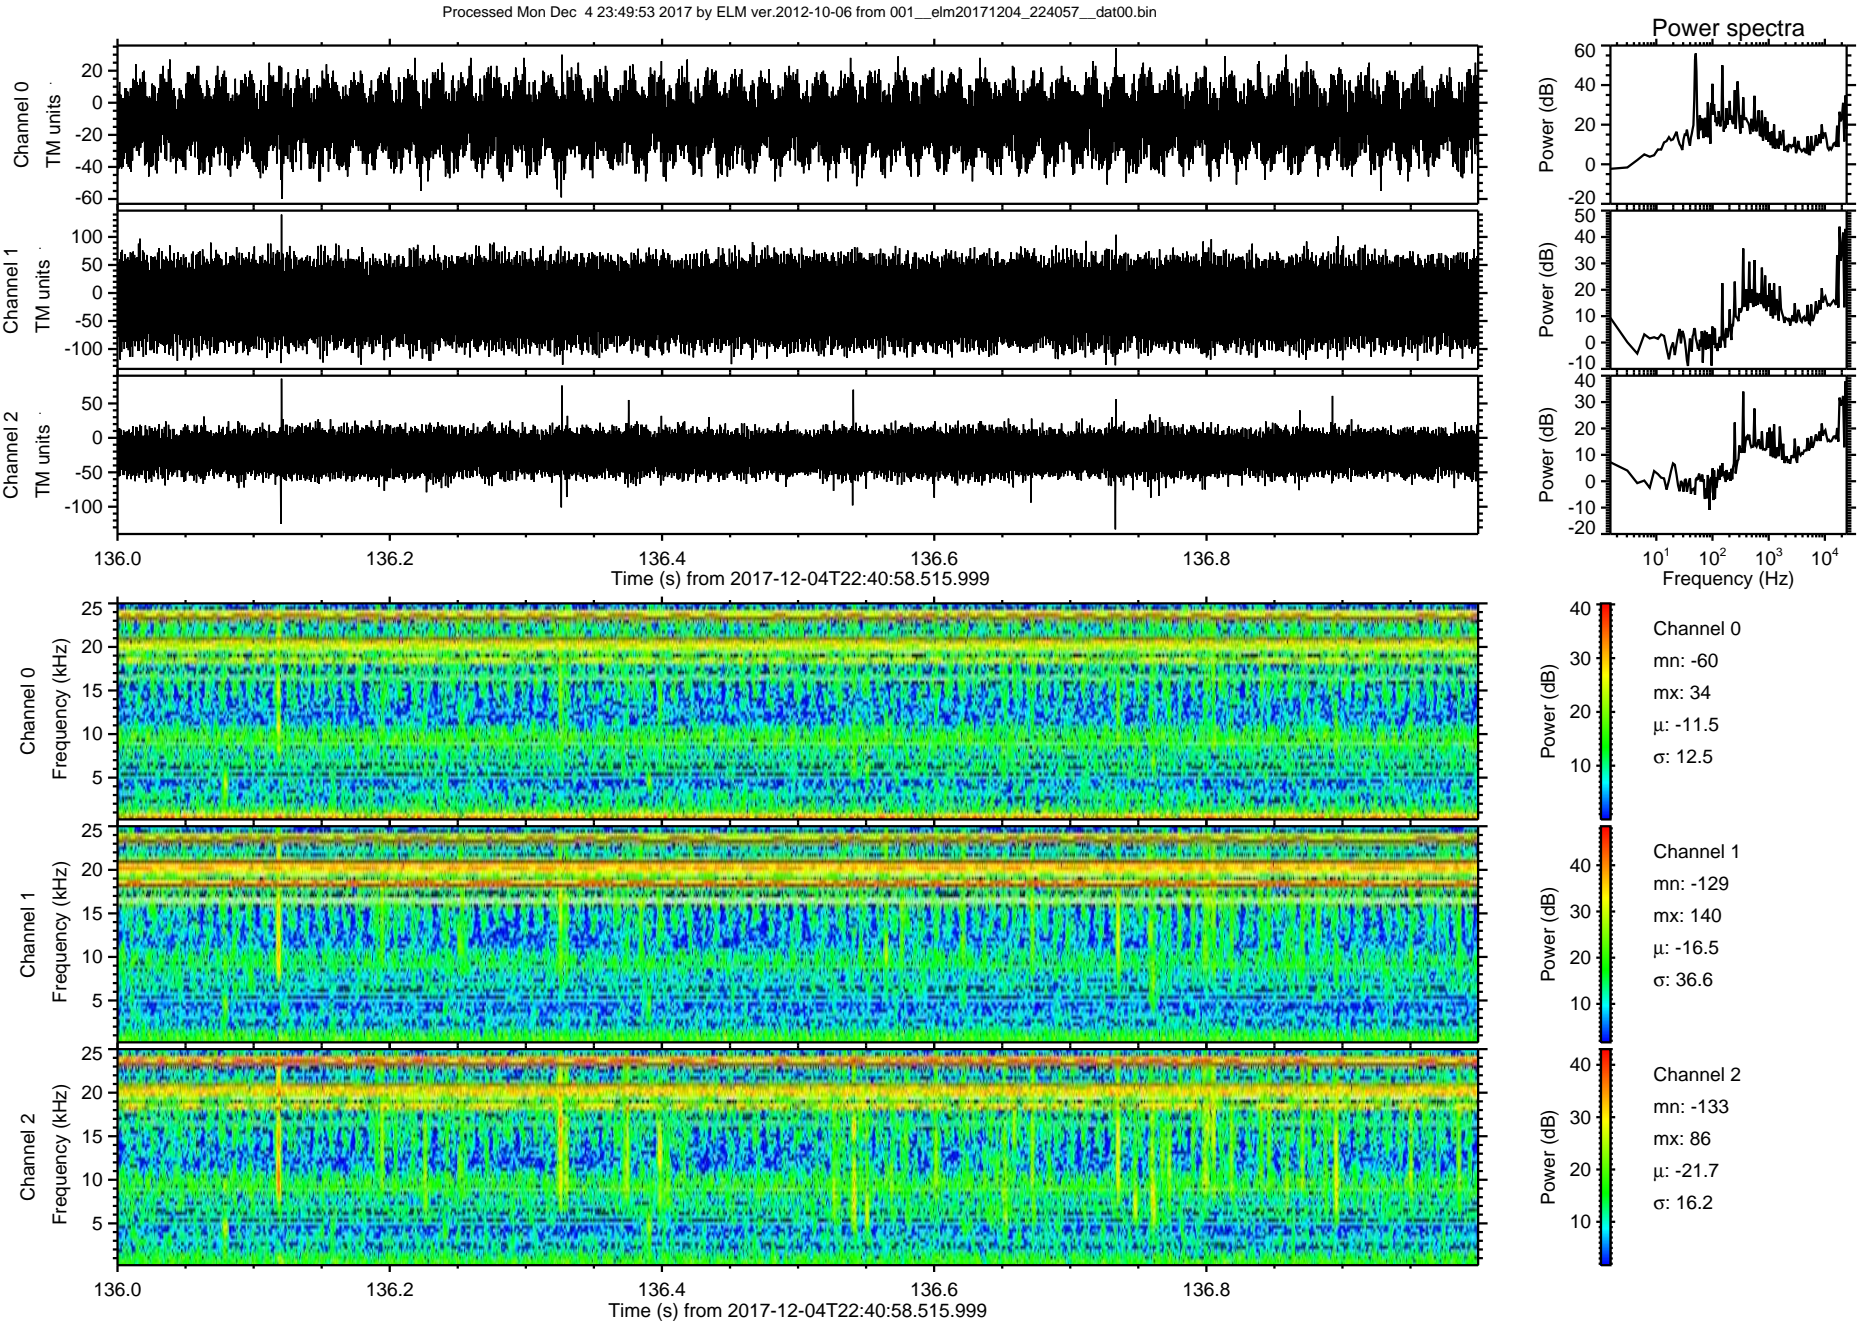 Processed Mon Dec  4 23:49:53 2017 by ELM ver.2012-10-06 from 001__elm20171204_224057__dat00.bin
Power spectra
Channel 0
TM units
20
0
-20
-40
-60
Power (dB)
60
40
20
0
-20
Channel 1
TM units
100
50
0
-50
-100
Power (dB)
50
40
30
20
10
0
-10
Channel 2
TM units
50
0
-50
-100
Power (dB)
40
30
20
10
0
-10
-20
136.0 136.2 136.4 136.6 136.8
Time (s) from 2017-12-04T22:40:58.515.999
10^1 10^2 10^3 10^4
Frequency (Hz)
Channel 0
Frequency (kHz)
25
20
15
10
5
Power (dB)
40
30
20
10
Channel 0
mn: -60
mx: 34
μ: -11.5
σ: 12.5
Channel 1
Frequency (kHz)
25
20
15
10
5
Power (dB)
40
30
20
10
Channel 1
mn: -129
mx: 140
μ: -16.5
σ: 36.6
Channel 2
Frequency (kHz)
25
20
15
10
5
Power (dB)
40
30
20
10
Channel 2
mn: -133
mx: 86
μ: -21.7
σ: 16.2
136.0 136.2 136.4 136.6 136.8
Time (s) from 2017-12-04T22:40:58.515.999